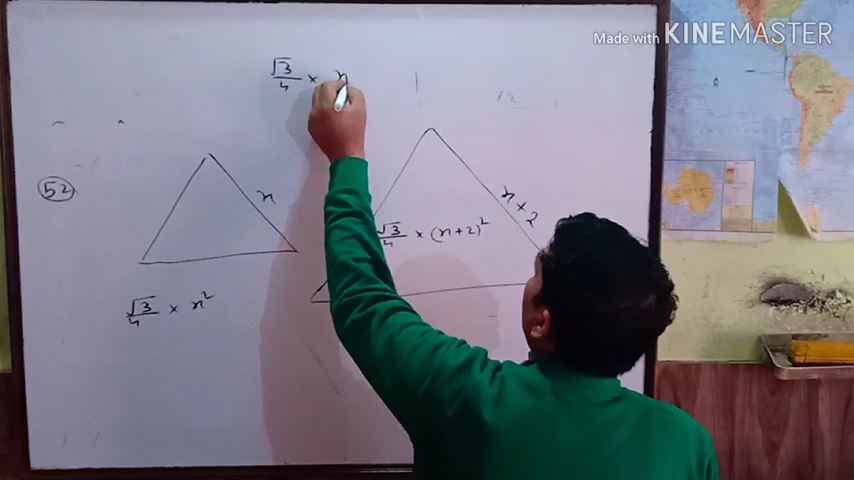 Made with KINEMASTER
√3/4 × x
52
x
x + 2
√3/4 × (x+2)²
√3/4 × x²